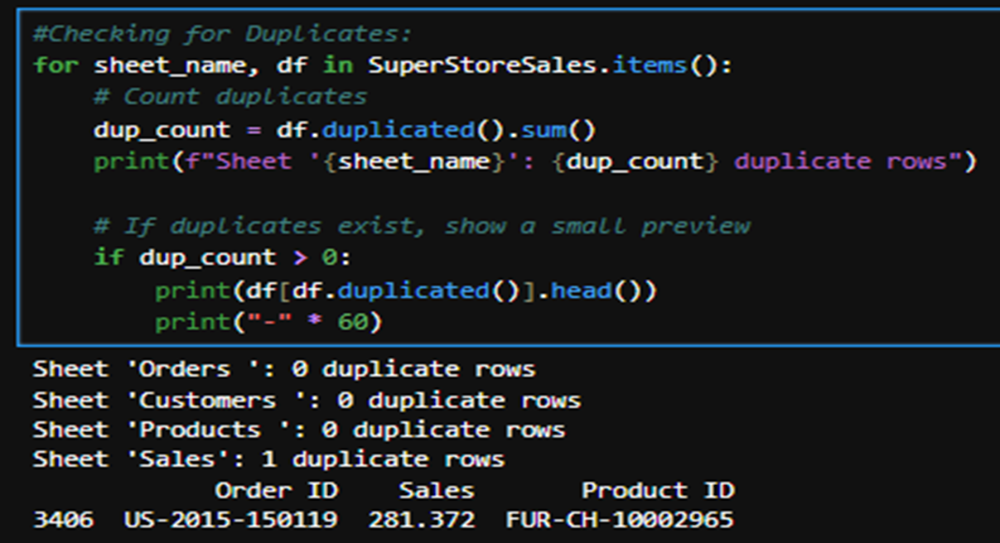 #Checking for Duplicates:
for sheet_name, df in SuperStoreSales.items():
    # Count duplicates
    dup_count = df.duplicated().sum()
    print(f"Sheet '{sheet_name}': {dup_count} duplicate rows")

    # If duplicates exist, show a small preview
    if dup_count > 0:
        print(df[df.duplicated()].head())
        print("-" * 60)
Sheet 'Orders ': 0 duplicate rows
Sheet 'Customers ': 0 duplicate rows
Sheet 'Products ': 0 duplicate rows
Sheet 'Sales': 1 duplicate rows
            Order ID    Sales       Product ID
3406  US-2015-150119  281.372  FUR-CH-10002965